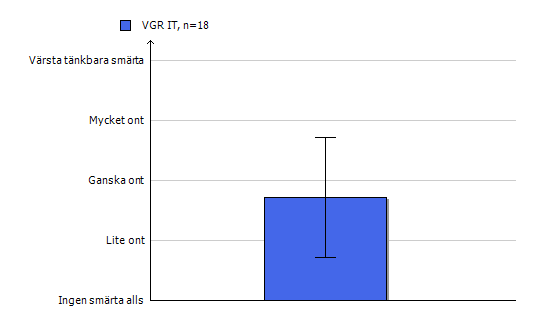 VGR IT, n=18
Värsta tänkbara smärta
Mycket ont
Ganska ont
Lite ont
Ingen smärta alls